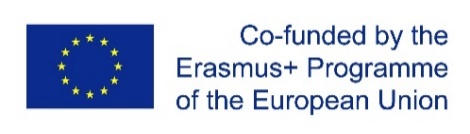 Co-funded by the
Erasmus+ Programme
of the European Union